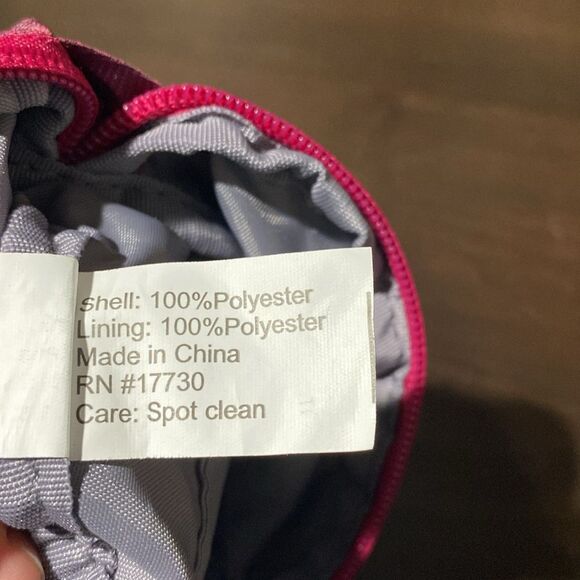 Shell: 100%Polyester
Lining: 100%Polyester
Made in China
RN #17730
Care: Spot clean